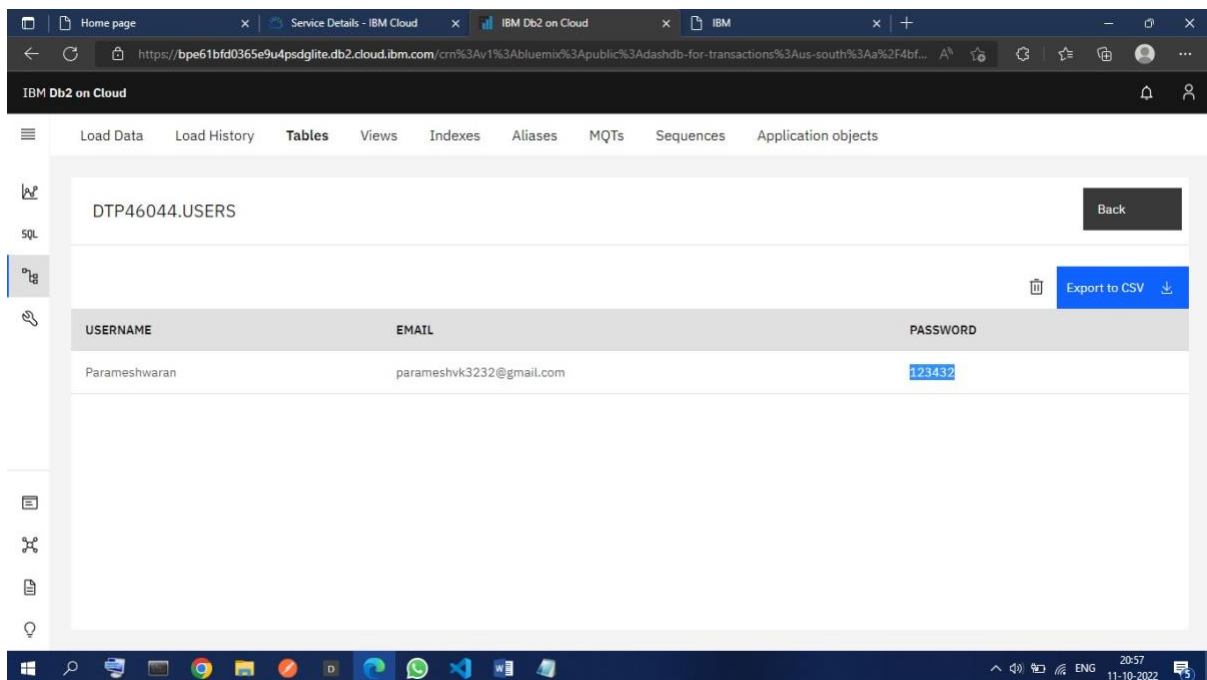 Home page
Service Details - IBM Cloud
IBM Db2 on Cloud
IBM
https://bpe61bfd0365e9u4psdglite.db2.cloud.ibm.com/crn%3Av1%3Abluemix%3Apublic%3Adashdb-for-transactions%3Aus-south%3Aa%2F4bf...
IBM Db2 on Cloud
Load Data Load History Tables Views Indexes Aliases MQTs Sequences Application objects
DTP46044.USERS
Back
SQL
Export to CSV
USERNAME EMAIL PASSWORD
Parameshwaran parameshvk3232@gmail.com 123432
ENG
20:57
11-10-2022